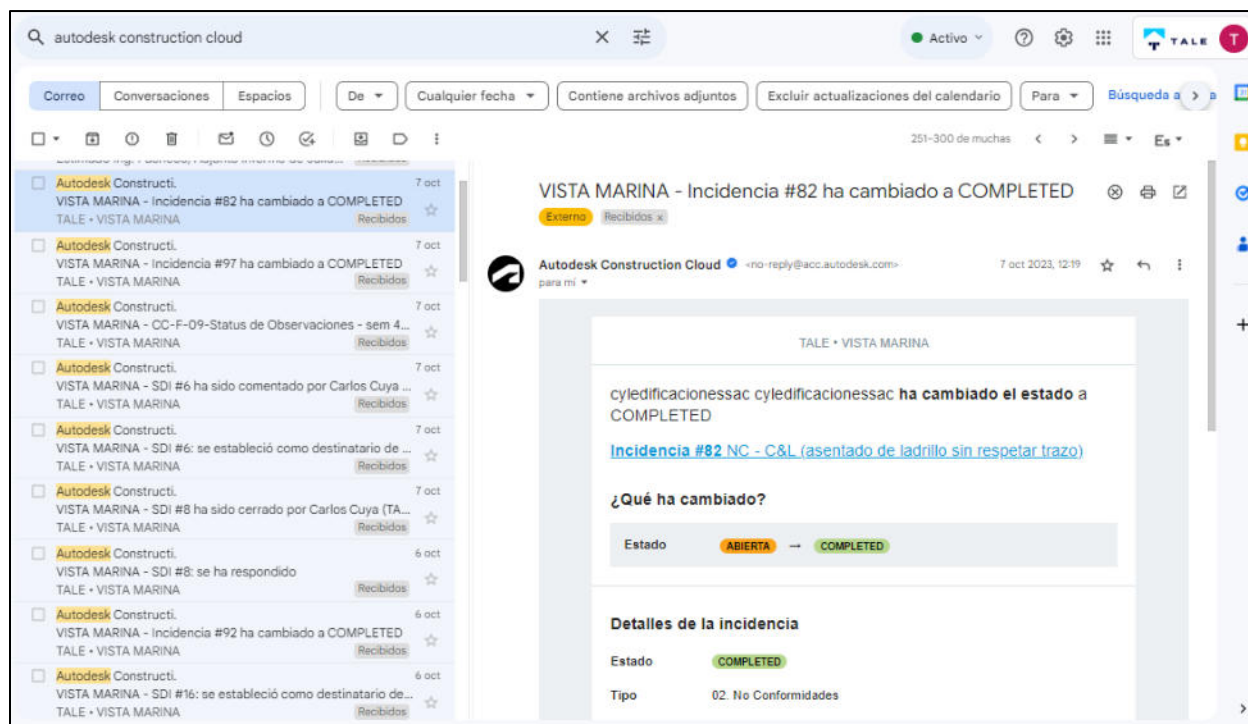 autodesk construction cloud
Activo
TALE
T
Correo
Conversaciones
Espacios
De
Cualquier fecha
Contiene archivos adjuntos
Excluir actualizaciones del calendario
Para
Búsqueda a
251-300 de muchas
Es
Autodesk Constructi.
7 oct
VISTA MARINA - Incidencia #82 ha cambiado a COMPLETED
TALE • VISTA MARINA
Recibidos
Autodesk Constructi.
7 oct
VISTA MARINA - Incidencia #97 ha cambiado a COMPLETED
TALE • VISTA MARINA
Recibidos
Autodesk Constructi.
7 oct
VISTA MARINA - CC-F-09-Status de Observaciones - sem 4...
TALE • VISTA MARINA
Recibidos
Autodesk Constructi.
7 oct
VISTA MARINA - SDI #6 ha sido comentado por Carlos Cuya ...
TALE • VISTA MARINA
Recibidos
Autodesk Constructi.
7 oct
VISTA MARINA - SDI #6: se estableció como destinatario de ...
TALE • VISTA MARINA
Recibidos
Autodesk Constructi.
7 oct
VISTA MARINA - SDI #8 ha sido cerrado por Carlos Cuya (TA...
TALE • VISTA MARINA
Recibidos
Autodesk Constructi.
6 oct
VISTA MARINA - SDI #8: se ha respondido
TALE • VISTA MARINA
Recibidos
Autodesk Constructi.
6 oct
VISTA MARINA - Incidencia #92 ha cambiado a COMPLETED
TALE • VISTA MARINA
Recibidos
Autodesk Constructi.
6 oct
VISTA MARINA - SDI #16: se estableció como destinatario de...
TALE • VISTA MARINA
Recibidos
VISTA MARINA - Incidencia #82 ha cambiado a COMPLETED
Externo
Recibidos x
Autodesk Construction Cloud <no-reply@acc.autodesk.com>
7 oct 2023, 12:19
para mí
TALE • VISTA MARINA
cyledificacionessac cyledificacionessac ha cambiado el estado a
COMPLETED
Incidencia #82 NC - C&L (asentado de ladrillo sin respetar trazo)
¿Qué ha cambiado?
Estado ABIERTA → COMPLETED
Detalles de la incidencia
Estado COMPLETED
Tipo 02. No Conformidades